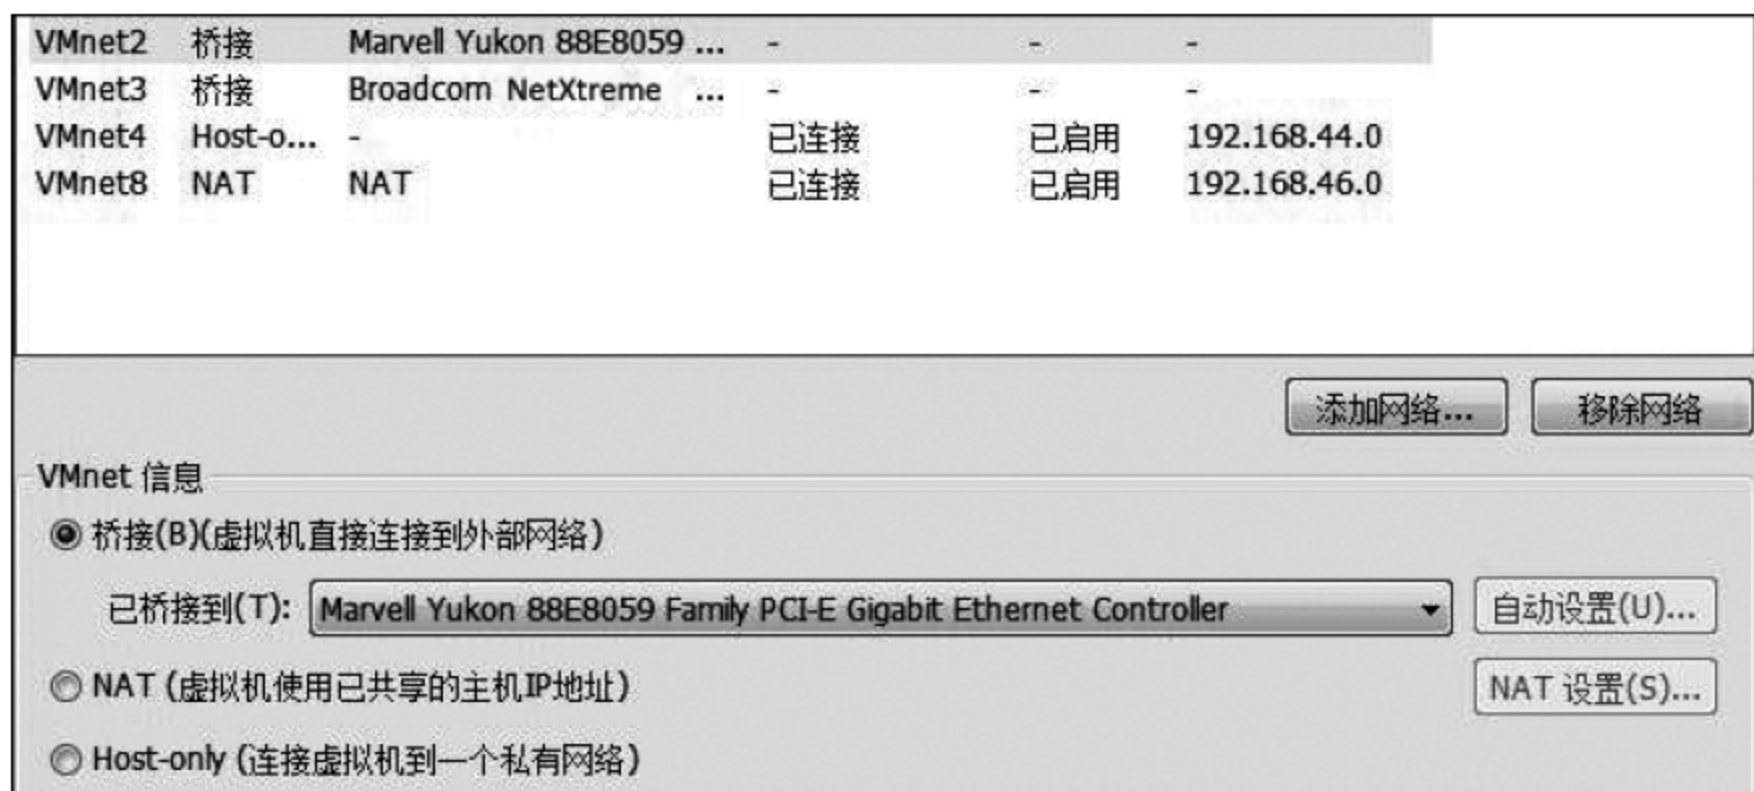 VMnet2 桥接 Marvell Yukon 88E8059 ... - - -
VMnet3 桥接 Broadcom NetXtreme ... - - -
VMnet4 Host-o... - 已连接 已启用 192.168.44.0
VMnet8 NAT NAT 已连接 已启用 192.168.46.0
添加网络... 移除网络
VMnet 信息
桥接(B)(虚拟机直接连接到外部网络)
已桥接到(T): Marvell Yukon 88E8059 Family PCI-E Gigabit Ethernet Controller 自动设置(U)...
NAT (虚拟机使用已共享的主机IP地址) NAT 设置(S)...
Host-only (连接虚拟机到一个私有网络)